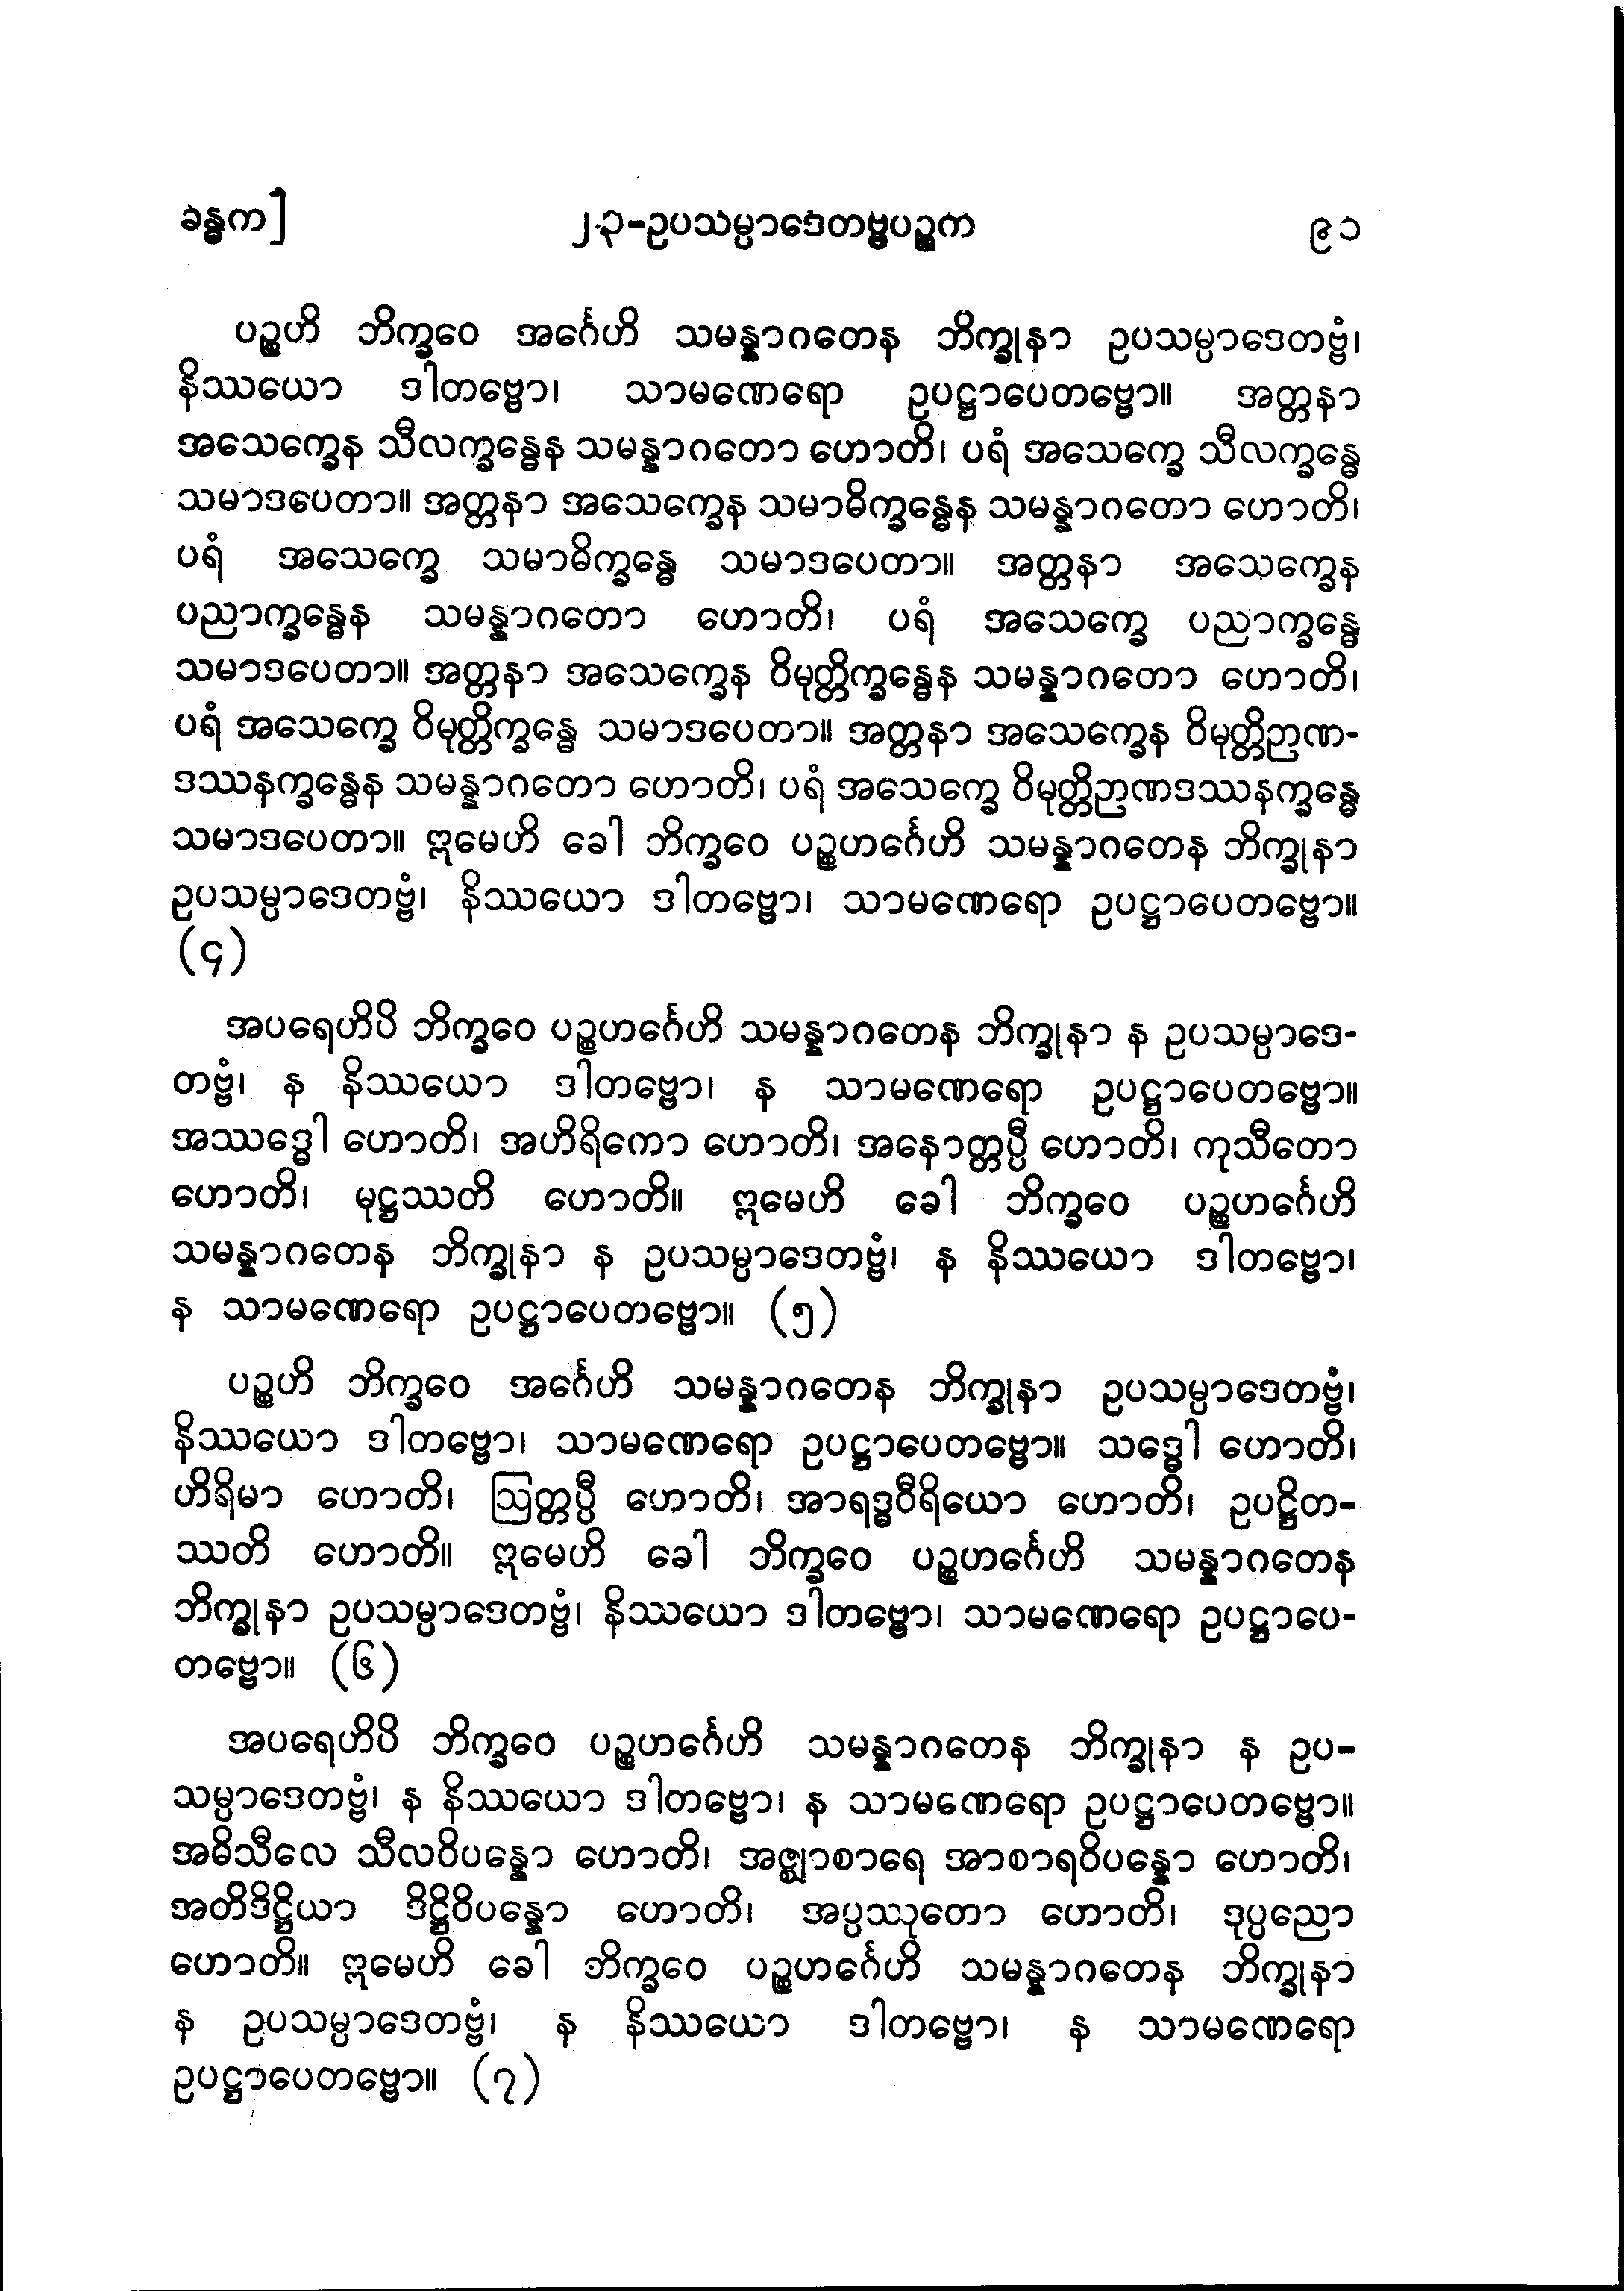 ခန္ဓက]
၂၃-ဥပသမ္ပာဒေတဗ္ဗပဉ္စက
၉၁
ပဉ္စဟိ ဘိက္ခဝေ အင်္ဂေဟိ သမန္နာဂတေန ဘိက္ခုနာ ဥပသမ္ပာဒေတဗ္ဗံ၊
နိဿယော ဒါတဗ္ဗော၊ သာမဏေရော ဥပဋ္ဌာပေတဗ္ဗော။ အတ္တနာ
အသေက္ခေန သီလက္ခန္ဓေန သမန္နာဂတော ဟောတိ၊ ပရံ အသေက္ခေ သီလက္ခန္ဓေ
သမာဒပေတာ။ အတ္တနာ အသေက္ခေန သမာဓိက္ခန္ဓေန သမန္နာဂတော ဟောတိ၊
ပရံ အသေက္ခေ သမာဓိက္ခန္ဓေ သမာဒပေတာ။ အတ္တနာ အသေက္ခေန
ပညာက္ခန္ဓေန သမန္နာဂတော ဟောတိ၊ ပရံ အသေက္ခေ ပညာက္ခန္ဓေ
သမာဒပေတာ။ အတ္တနာ အသေက္ခေန ဝိမုတ္တိက္ခန္ဓေန သမန္နာဂတော ဟောတိ၊
ပရံ အသေက္ခေ ဝိမုတ္တိက္ခန္ဓေ သမာဒပေတာ။ အတ္တနာ အသေက္ခေန ဝိမုတ္တိဉာဏ-
ဒဿနက္ခန္ဓေန သမန္နာဂတော ဟောတိ၊ ပရံ အသေက္ခေ ဝိမုတ္တိဉာဏဒဿနက္ခန္ဓေ
သမာဒပေတာ။ ဣမေဟိ ခေါ ဘိက္ခဝေ ပဉ္စဟင်္ဂေဟိ သမန္နာဂတေန ဘိက္ခုနာ
ဥပသမ္ပာဒေတဗ္ဗံ၊ နိဿယော ဒါတဗ္ဗော၊ သာမဏေရော ဥပဋ္ဌာပေတဗ္ဗော။
(၄)
အပရေဟိပိ ဘိက္ခဝေ ပဉ္စဟင်္ဂေဟိ သမန္နာဂတေန ဘိက္ခုနာ န ဥပသမ္ပာဒေ-
တဗ္ဗံ၊ န နိဿယော ဒါတဗ္ဗော၊ န သာမဏေရော ဥပဋ္ဌာပေတဗ္ဗော။
အဿဒ္ဓေါ ဟောတိ၊ အဟိရိကော ဟောတိ၊ အနောတ္တပ္ပီ ဟောတိ၊ ကုသီတော
ဟောတိ၊ မုဋ္ဌဿတိ ဟောတိ။ ဣမေဟိ ခေါ ဘိက္ခဝေ ပဉ္စဟင်္ဂေဟိ
သမန္နာဂတေန ဘိက္ခုနာ န ဥပသမ္ပာဒေတဗ္ဗံ၊ န နိဿယော ဒါတဗ္ဗော၊
န သာမဏေရော ဥပဋ္ဌာပေတဗ္ဗော။ (၅)
ပဉ္စဟိ ဘိက္ခဝေ အင်္ဂေဟိ သမန္နာဂတေန ဘိက္ခုနာ ဥပသမ္ပာဒေတဗ္ဗံ၊
နိဿယော ဒါတဗ္ဗော၊ သာမဏေရော ဥပဋ္ဌာပေတဗ္ဗော။ သဒ္ဓေါ ဟောတိ၊
ဟိရိမာ ဟောတိ၊ ဩတ္တပ္ပီ ဟောတိ၊ အာရဒ္ဓဝီရိယော ဟောတိ၊ ဥပဋ္ဌိတ-
ဿတိ ဟောတိ။ ဣမေဟိ ခေါ ဘိက္ခဝေ ပဉ္စဟင်္ဂေဟိ သမန္နာဂတေန
ဘိက္ခုနာ ဥပသမ္ပာဒေတဗ္ဗံ၊ နိဿယော ဒါတဗ္ဗော၊ သာမဏေရော ဥပဋ္ဌာပေ-
တဗ္ဗော။ (၆)
အပရေဟိပိ ဘိက္ခဝေ ပဉ္စဟင်္ဂေဟိ သမန္နာဂတေန ဘိက္ခုနာ န ဥပ-
သမ္ပာဒေတဗ္ဗံ၊ န နိဿယော ဒါတဗ္ဗော၊ န သာမဏေရော ဥပဋ္ဌာပေတဗ္ဗော။
အဓိသီလေ သီလဝိပန္နော ဟောတိ၊ အဇ္ဈာစာရေ အာစာရဝိပန္နော ဟောတိ၊
အတိဒိဋ္ဌိယာ ဒိဋ္ဌိဝိပန္နော ဟောတိ၊ အပ္ပဿုတော ဟောတိ၊ ဒုပ္ပညော
ဟောတိ။ ဣမေဟိ ခေါ ဘိက္ခဝေ ပဉ္စဟင်္ဂေဟိ သမန္နာဂတေန ဘိက္ခုနာ
န ဥပသမ္ပာဒေတဗ္ဗံ၊ န နိဿယော ဒါတဗ္ဗော၊ န သာမဏေရော
ဥပဋ္ဌာပေတဗ္ဗော။ (၇)